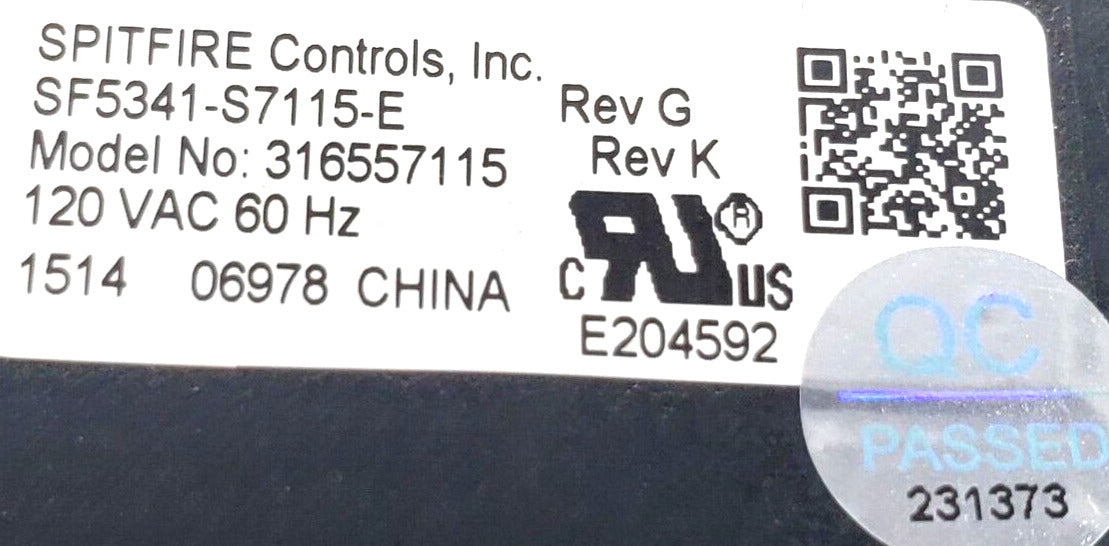 SPITFIRE Controls, Inc.
SF5341-S7115-E Rev G
Model No: 316557115 Rev K
120 VAC 60 Hz
1514 06978 CHINA
c RU ® US
E204592
QC
PASSED
231373